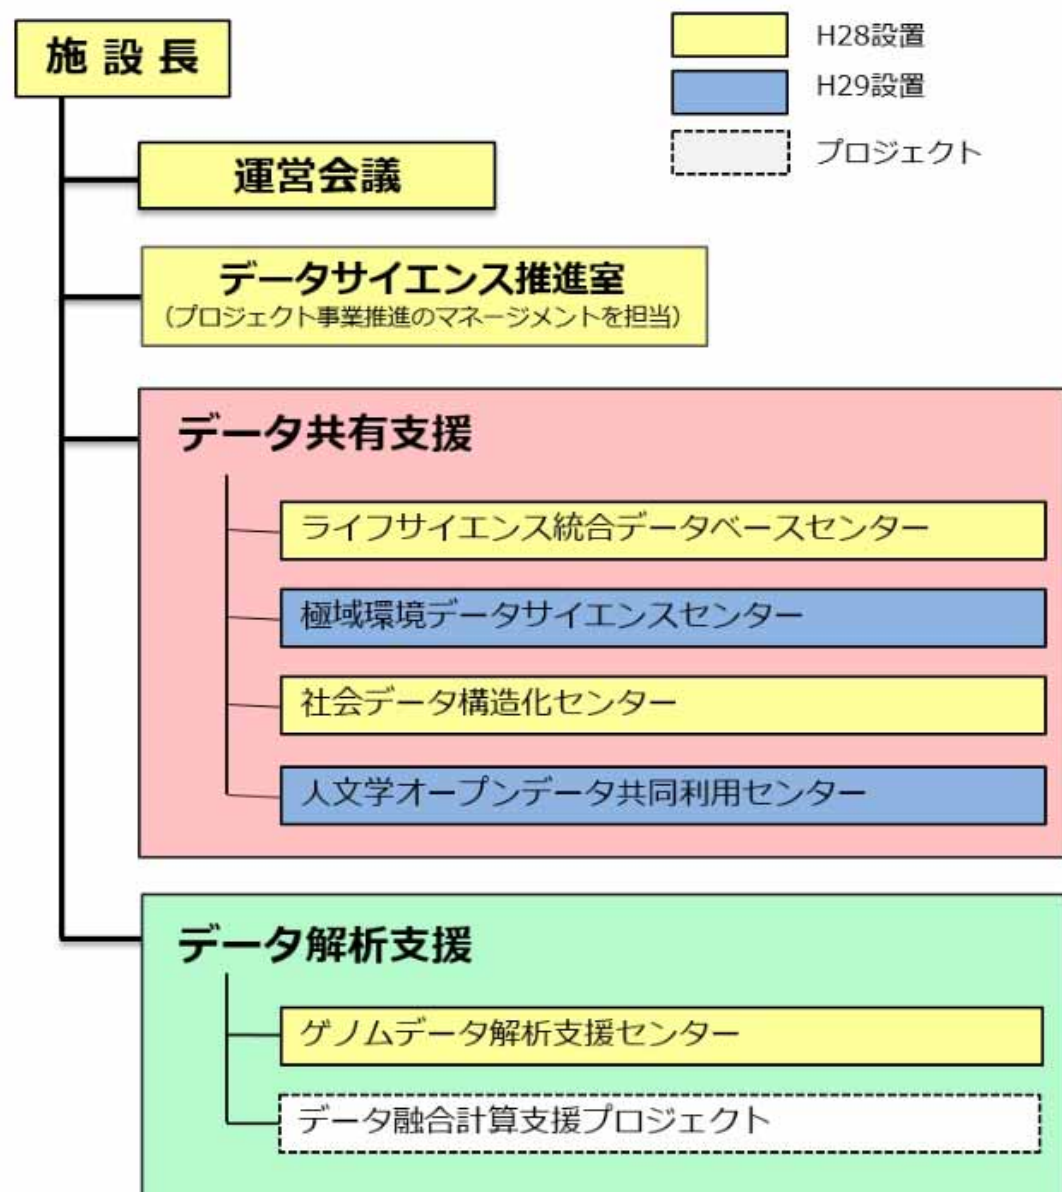 施設長
H28設置
H29設置
プロジェクト
運営会議
データサイエンス推進室
(プロジェクト事業推進のマネージメントを担当)
データ共有支援
ライフサイエンス統合データベースセンター
極域環境データサイエンスセンター
社会データ構造化センター
人文学オープンデータ共同利用センター
データ解析支援
ゲノムデータ解析支援センター
データ融合計算支援プロジェクト